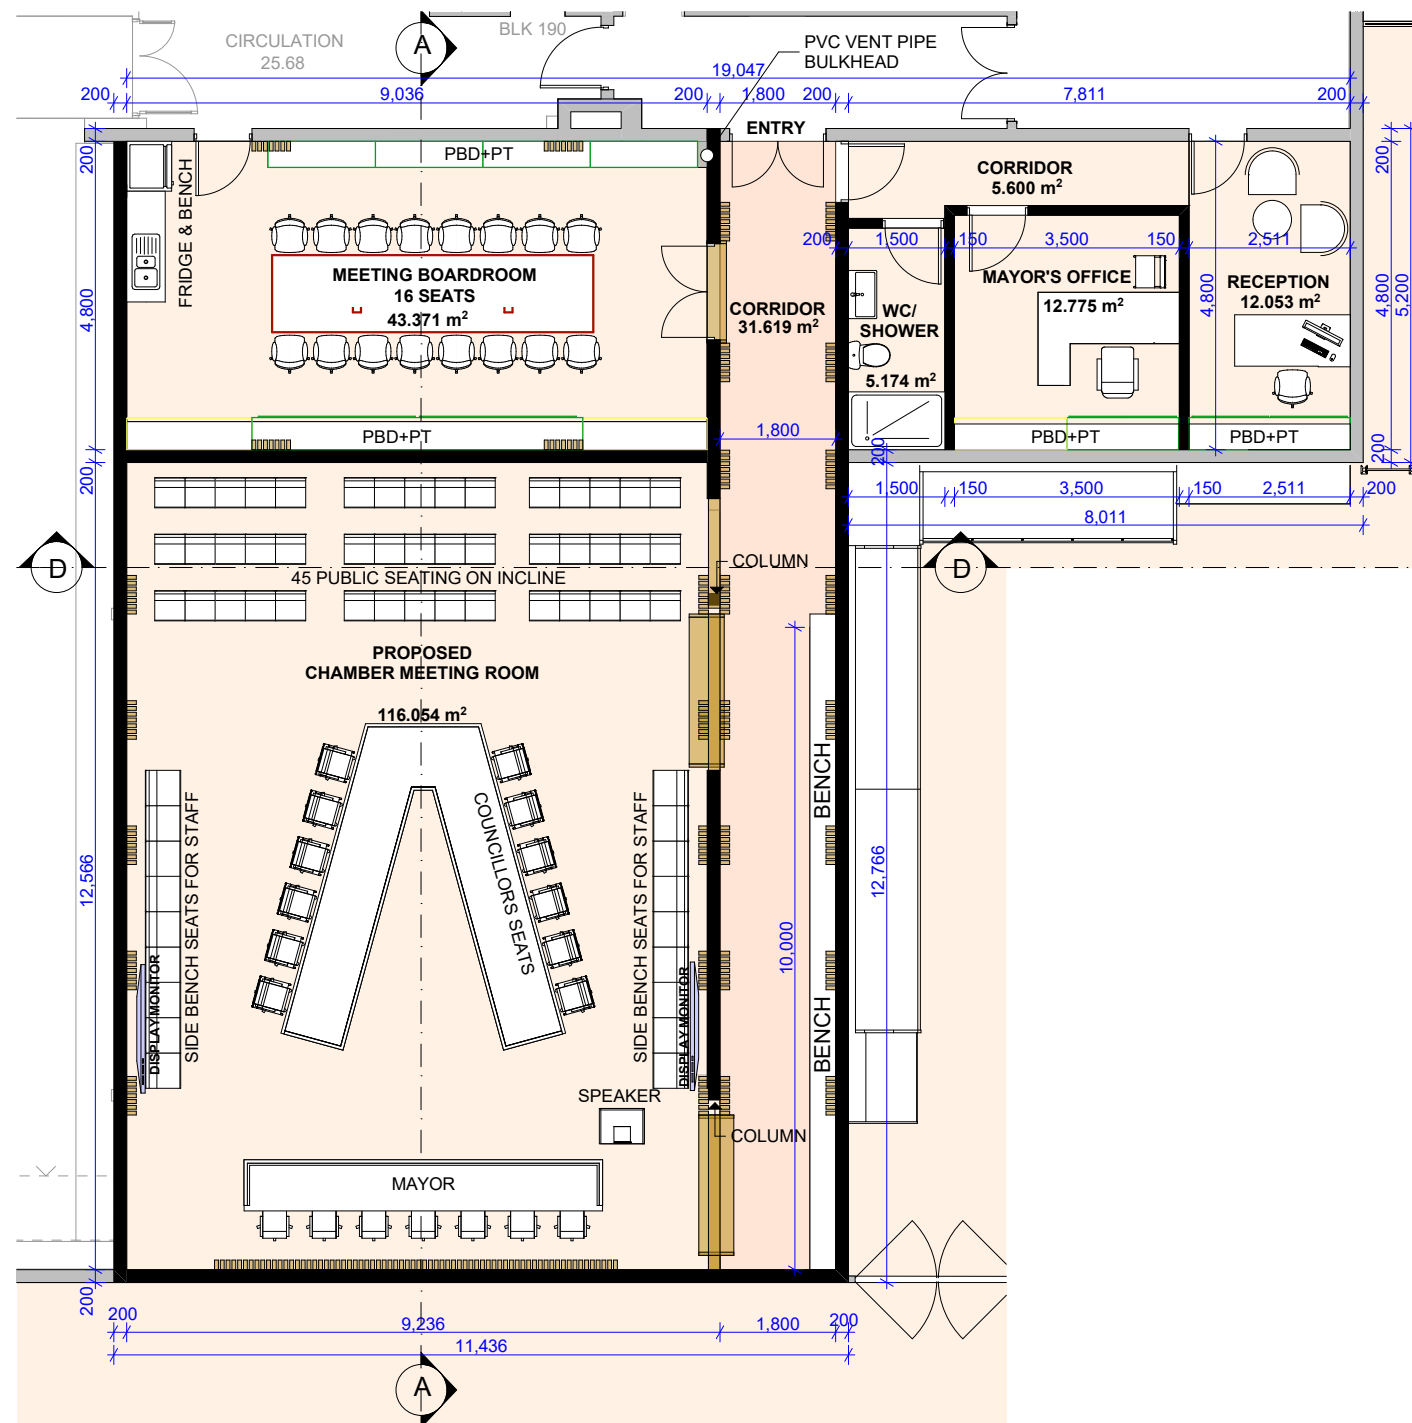 CIRCULATION
25.68
A
BLK 190
PVC VENT PIPE
BULKHEAD
19,047
200
9,036
200
1,800
200
7,811
200
ENTRY
200
PBD+PT
CORRIDOR
5.600 m²
200
FRIDGE & BENCH
200
1,500
150
3,500
150
2,511
MEETING BOARDROOM
16 SEATS
43.371 m²
CORRIDOR
31.619 m²
MAYOR'S OFFICE
12.775 m²
RECEPTION
12.053 m²
WC/
SHOWER
5.174 m²
4,800
4,800
4,800
5,200
PBD+PT
1,800
PBD+PT
PBD+PT
200
200
200
1,500
150
3,500
150
2,511
200
8,011
D
D
COLUMN
45 PUBLIC SEATING ON INCLINE
PROPOSED
CHAMBER MEETING ROOM
116.054 m²
BENCH
COUNCILLORS SEATS
SIDE BENCH SEATS FOR STAFF
SIDE BENCH SEATS FOR STAFF
12,566
12,766
10,000
DISPLAY MONITOR
DISPLAY MONITOR
BENCH
SPEAKER
COLUMN
MAYOR
200
200
9,236
1,800
200
11,436
A